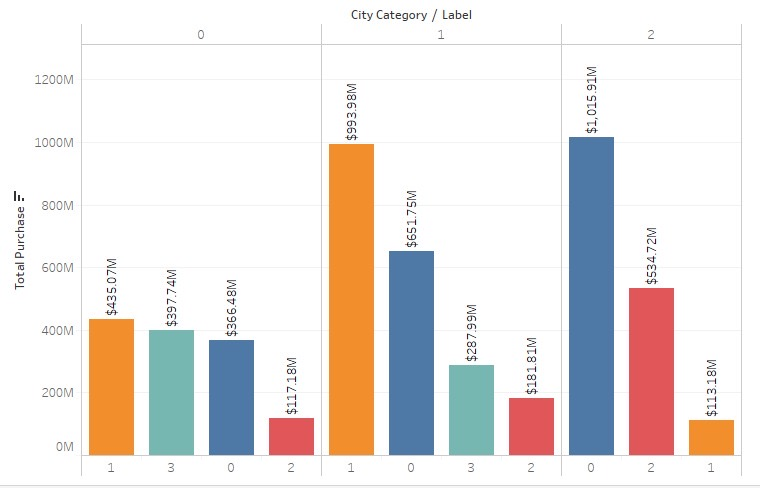 City Category / Label
0 1 2
1200M
1000M
800M
600M
400M
200M
0M
Total Purchase
$435.07M
$397.74M
$366.48M
$117.18M
$993.98M
$651.75M
$287.99M
$181.81M
$1,015.91M
$534.72M
$113.18M
1 3 0 2 1 0 3 2 0 2 1